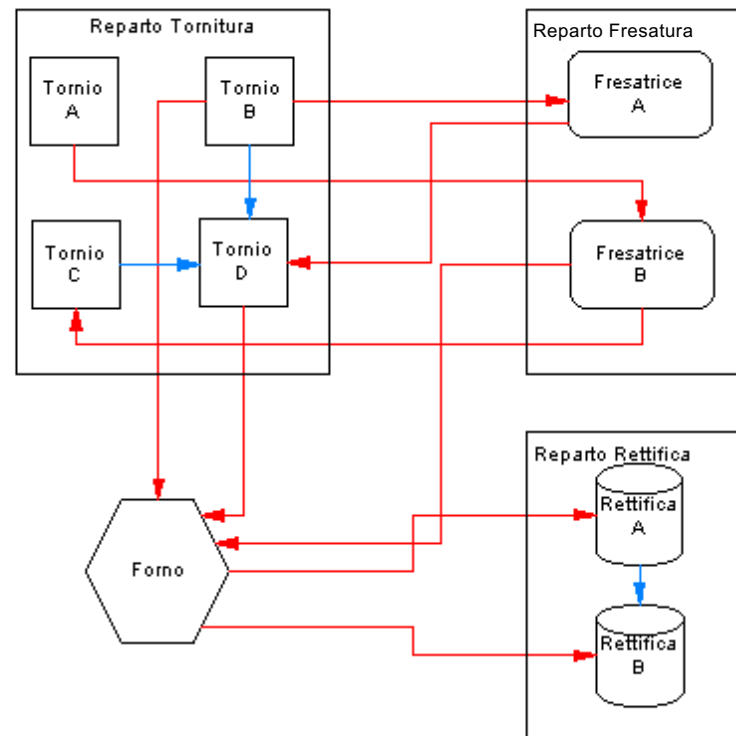 Reparto Tornitura
Tornio
A
Tornio
B
Tornio
C
Tornio
D
Reparto Fresatura
Fresatrice
A
Fresatrice
B
Forno
Reparto Rettifica
Rettifica
A
Rettifica
B